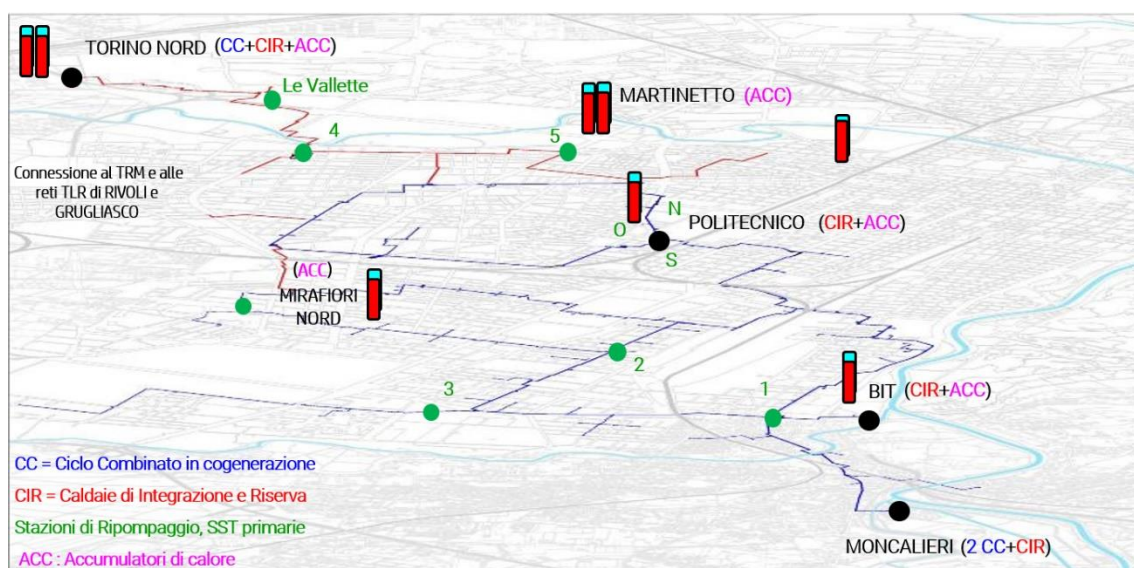 TORINO NORD (CC+CIR+ACC)
Le Vallette
MARTINETTO (ACC)
4
5
Connessione al TRM e alle
reti TLR di RIVOLI e
GRUGLIASCO
N
POLITECNICO (CIR+ACC)
O
S
(ACC)
MIRAFIORI
NORD
2
3
1
BIT (CIR+ACC)
CC = Ciclo Combinato in cogenerazione
CIR = Caldaie di Integrazione e Riserva
Stazioni di Ripompaggio, SST primarie
ACC : Accumulatori di calore
MONCALIERI (2 CC+CIR)